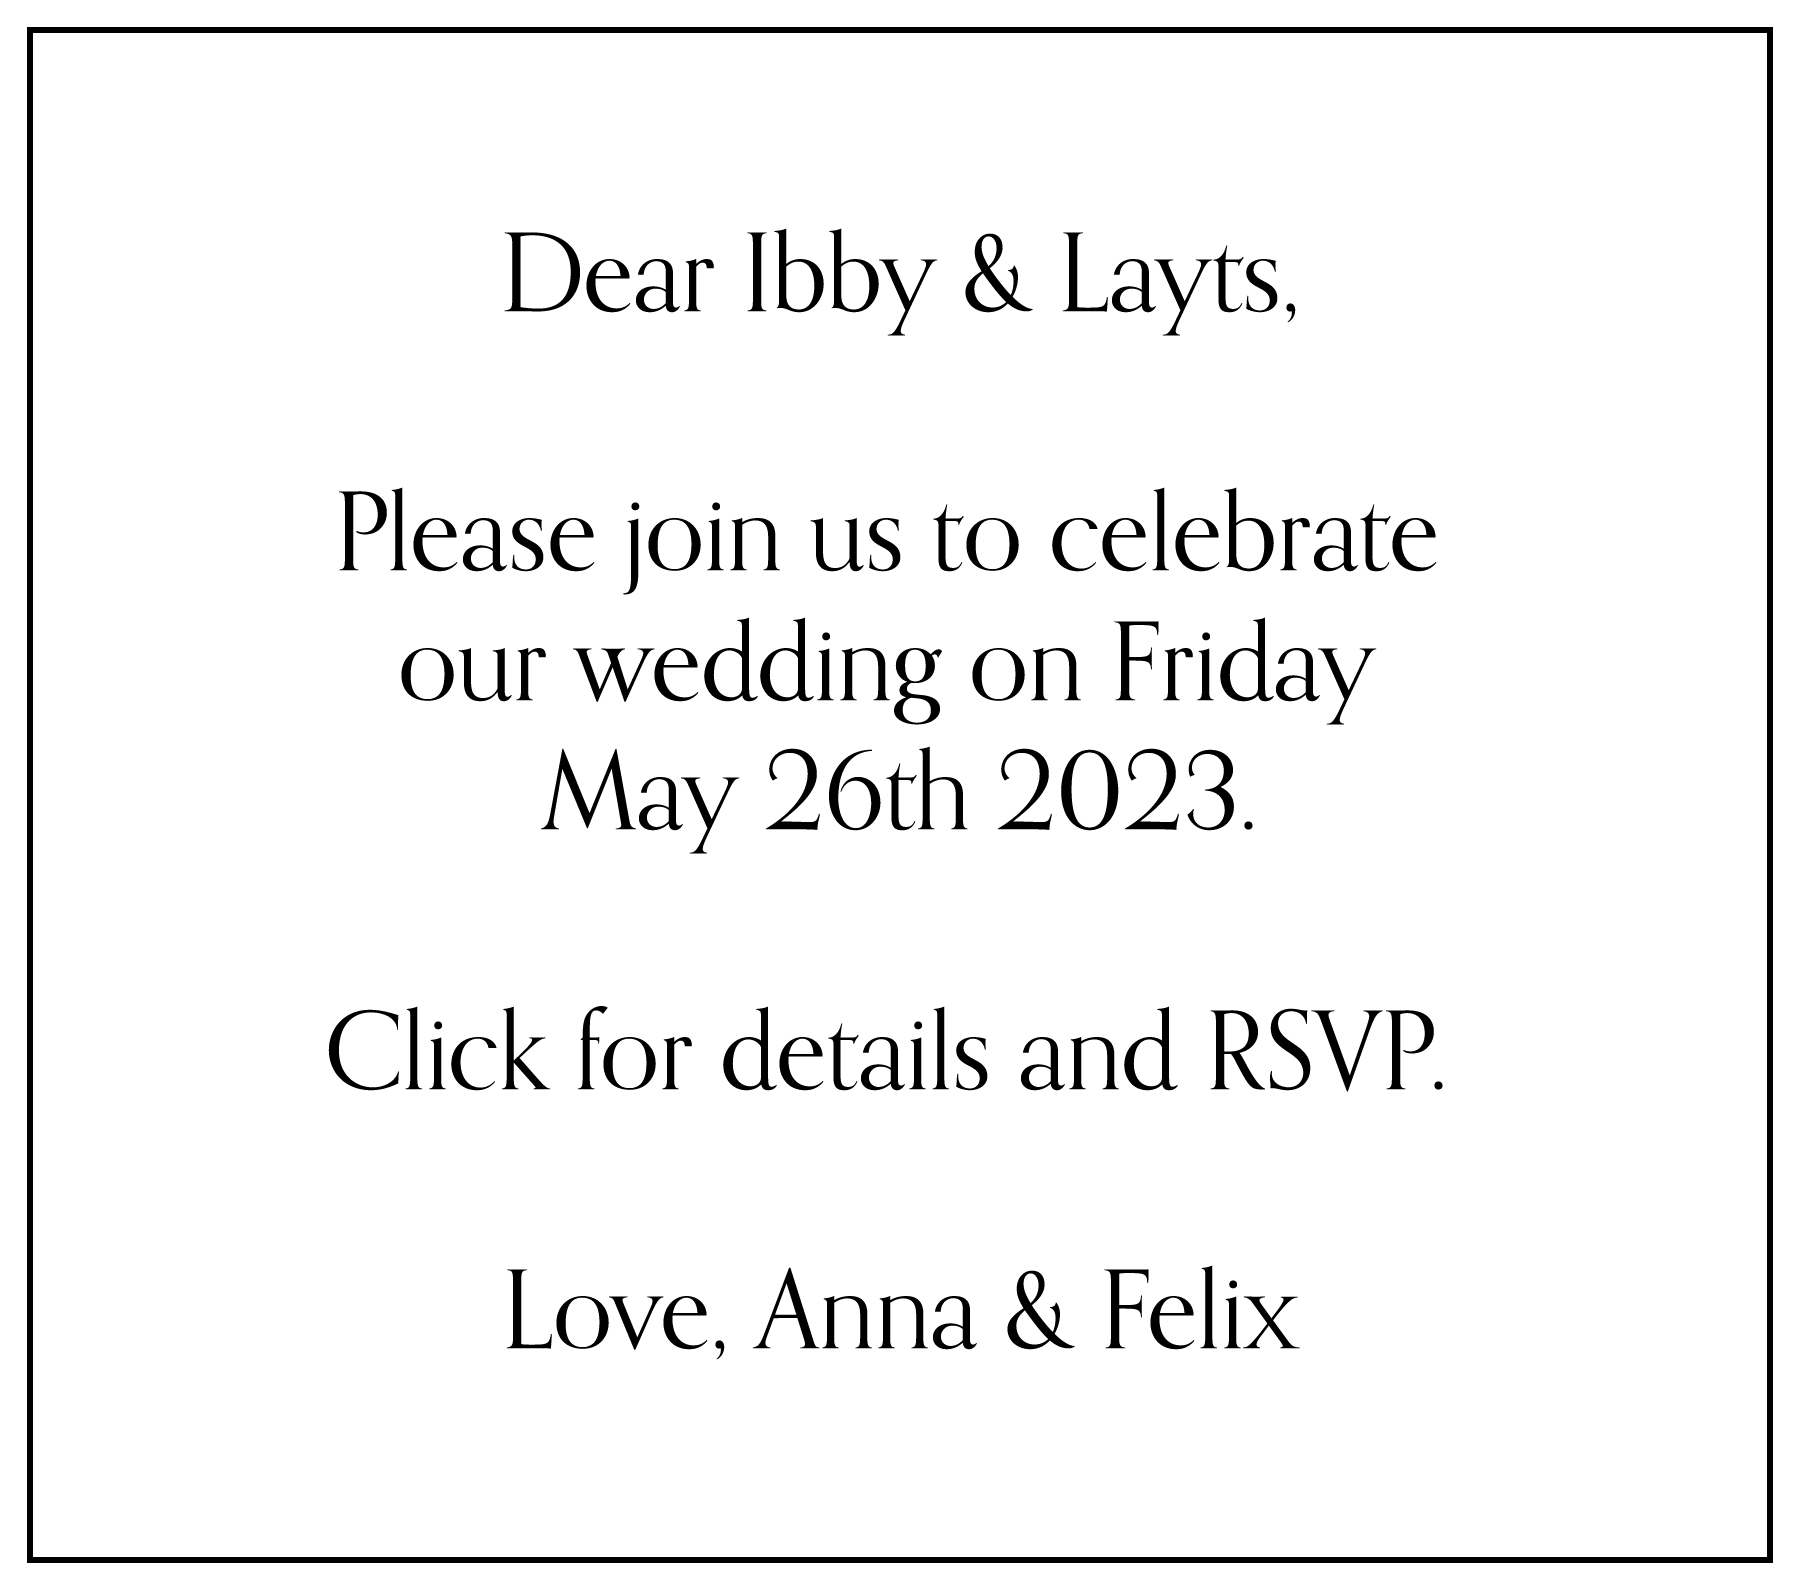 Dear Ibby & Layts,
Please join us to celebrate
our wedding on Friday
May 26th 2023.
Click for details and RSVP.
Love, Anna & Felix